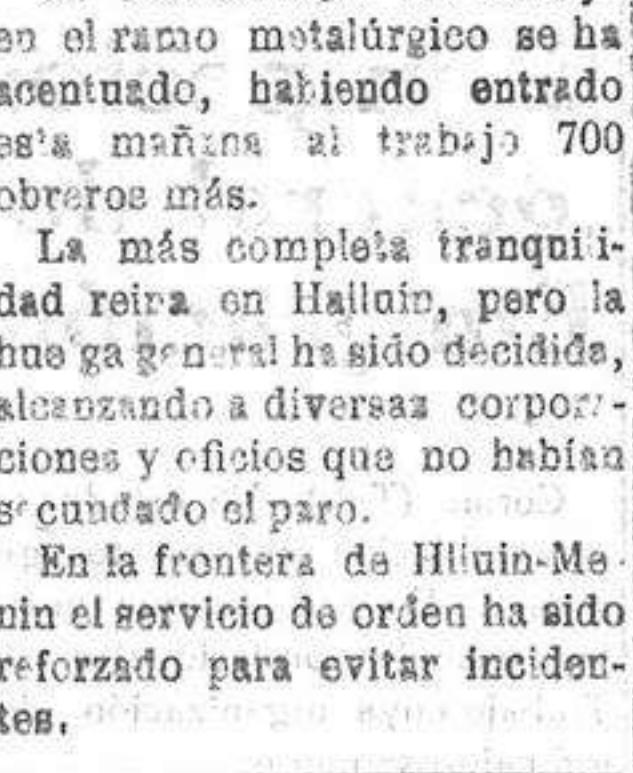 en el ramo metalúrgico se ha
acentuado, habiendo entrado
esta mañana al trabajo 700
obreros más.
La más completa tranquili-
dad reina en Halluin, pero la
huelga general ha sido decidida,
alcanzando a diversas corpora-
ciones y oficios que no habían
secundado el paro.
En la frontera de Hlluin-Me-
nin el servicio de orden ha sido
reforzado para evitar inciden-
tes.